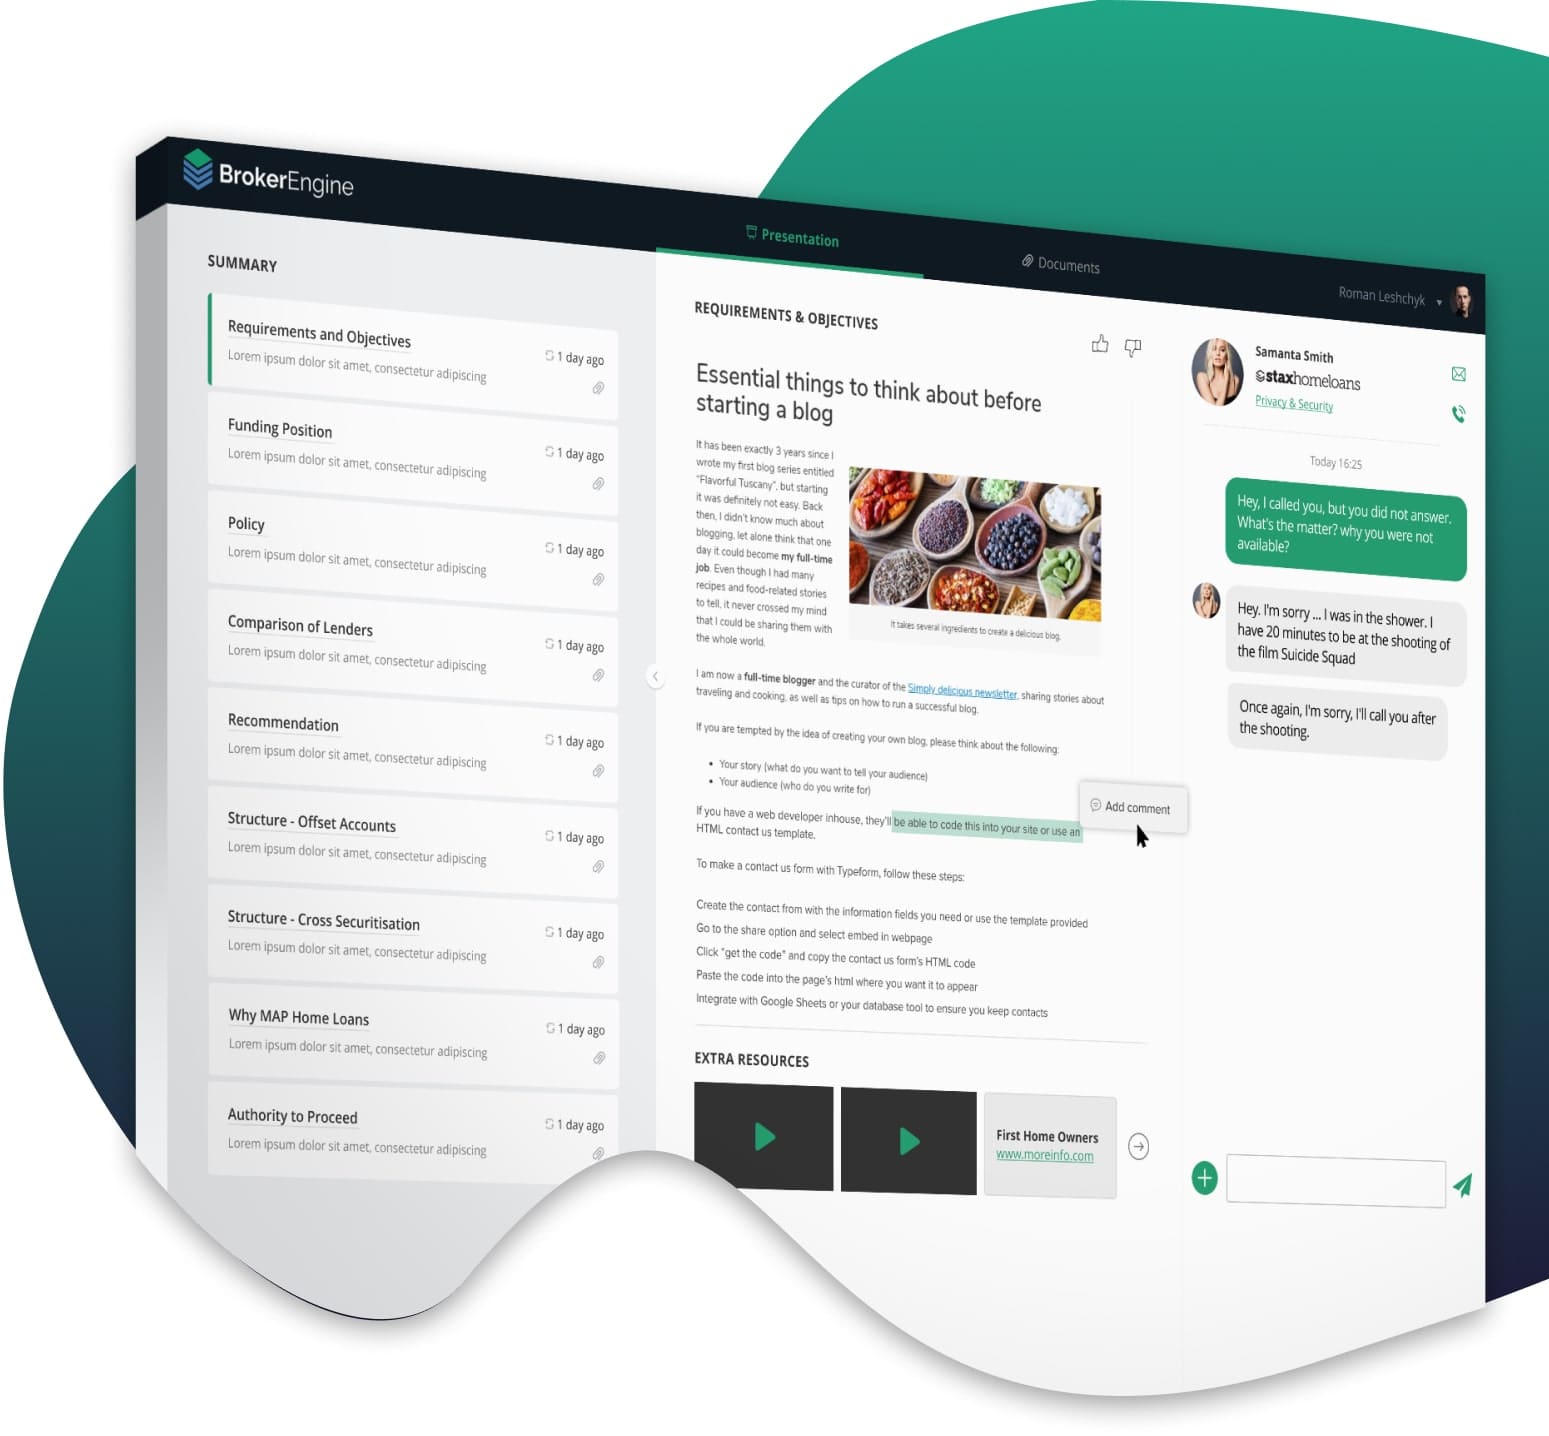 BrokerEngine
Presentation
Documents
Roman Leshchyk
SUMMARY
Requirements and Objectives
1 day ago
Lorem ipsum dolor sit amet, consectetur adipiscing
Funding Position
1 day ago
Lorem ipsum dolor sit amet, consectetur adipiscing
Policy
1 day ago
Lorem ipsum dolor sit amet, consectetur adipiscing
Comparison of Lenders
1 day ago
Lorem ipsum dolor sit amet, consectetur adipiscing
Recommendation
1 day ago
Lorem ipsum dolor sit amet, consectetur adipiscing
Structure - Offset Accounts
1 day ago
Lorem ipsum dolor sit amet, consectetur adipiscing
Structure - Cross Securitisation
1 day ago
Lorem ipsum dolor sit amet, consectetur adipiscing
Why MAP Home Loans
1 day ago
Lorem ipsum dolor sit amet, consectetur adipiscing
Authority to Proceed
1 day ago
Lorem ipsum dolor sit amet, consectetur adipiscing
REQUIREMENTS & OBJECTIVES
Essential things to think about before
starting a blog
It has been exactly 3 years since I
wrote my first blog series entitled
"Flavorful Tuscany", but starting
it was definitely not easy. Back
then, I didn't know much about
blogging, let alone think that one
day it could become my full-time
job. Even though I had many
recipes and food-related stories
to tell, it never crossed my mind
that I could be sharing them with
the whole world.
It takes several ingredients to create a delicious blog.
I am now a full-time blogger and the curator of the Simply delicious newsletter, sharing stories about
traveling and cooking, as well as tips on how to run a successful blog.
If you are tempted by the idea of creating your own blog, please think about the following:
• Your story (what do you want to tell your audience)
• Your audience (who do you write for)
Add comment
If you have a web developer inhouse, they'll be able to code this into your site or use an
HTML contact us template.
To make a contact us form with Typeform, follow these steps:
Create the contact from with the information fields you need or use the template provided
Go to the share option and select embed in webpage
Click "get the code" and copy the contact us form's HTML code
Paste the code into the page's html where you want it to appear
Integrate with Google Sheets or your database tool to ensure you keep contacts
EXTRA RESOURCES
First Home Owners
www.moreinfo.com
Samanta Smith
staxhomeloans
Privacy & Security
Today 16:25
Hey, I called you, but you did not answer.
What's the matter? why you were not
available?
Hey. I'm sorry ... I was in the shower. I
have 20 minutes to be at the shooting of
the film Suicide Squad
Once again, I'm sorry, I'll call you after
the shooting.